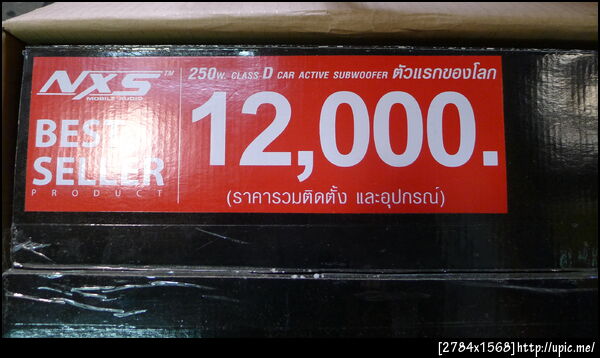 NXS™
MOBILE AUDIO
BEST
SELLER
PRODUCT
250W. CLASS D CAR ACTIVE SUBWOOFER ตัวแรกของโลก
12,000.
(ราคารวมติดตั้ง และอุปกรณ์)
[2784x1568]http://upic.me/